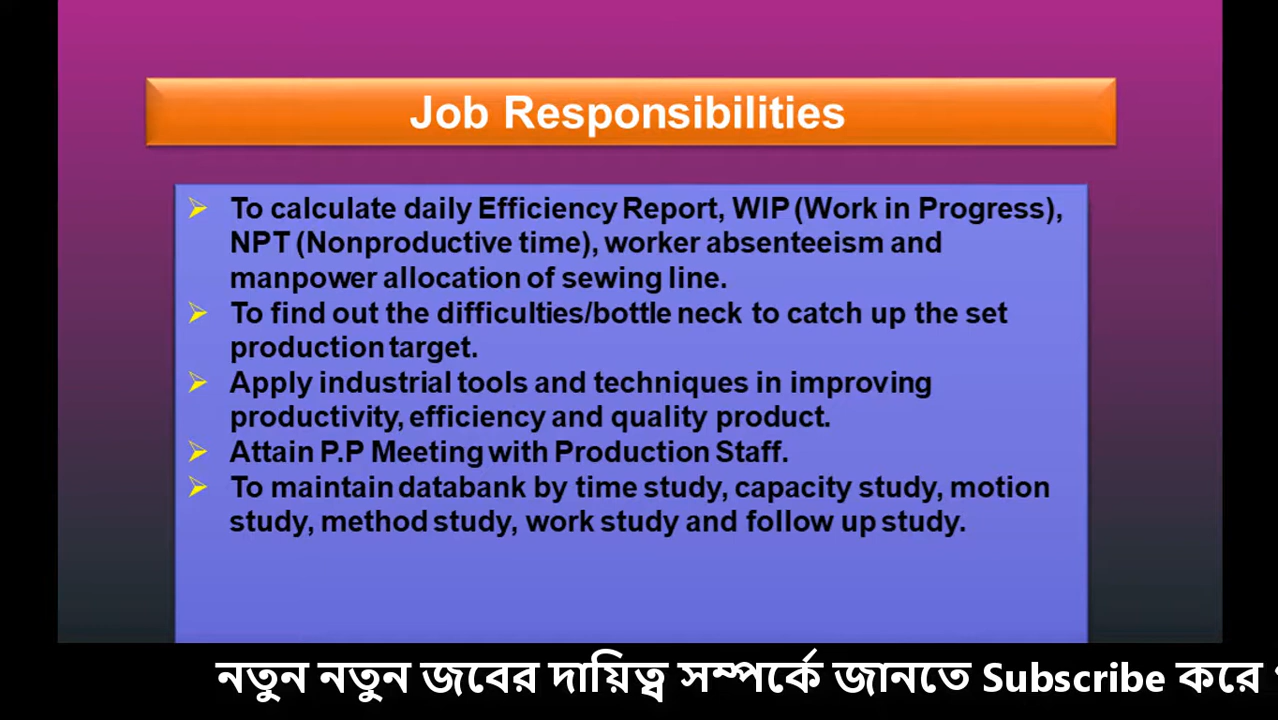 Job Responsibilities
To calculate daily Efficiency Report, WIP (Work in Progress),
NPT (Nonproductive time), worker absenteeism and
manpower allocation of sewing line.
To find out the difficulties/bottle neck to catch up the set
production target.
Apply industrial tools and techniques in improving
productivity, efficiency and quality product.
Attain P.P Meeting with Production Staff.
To maintain databank by time study, capacity study, motion
study, method study, work study and follow up study.
নতুন নতুন জবের দায়িত্ব সম্পর্কে জানতে Subscribe করে